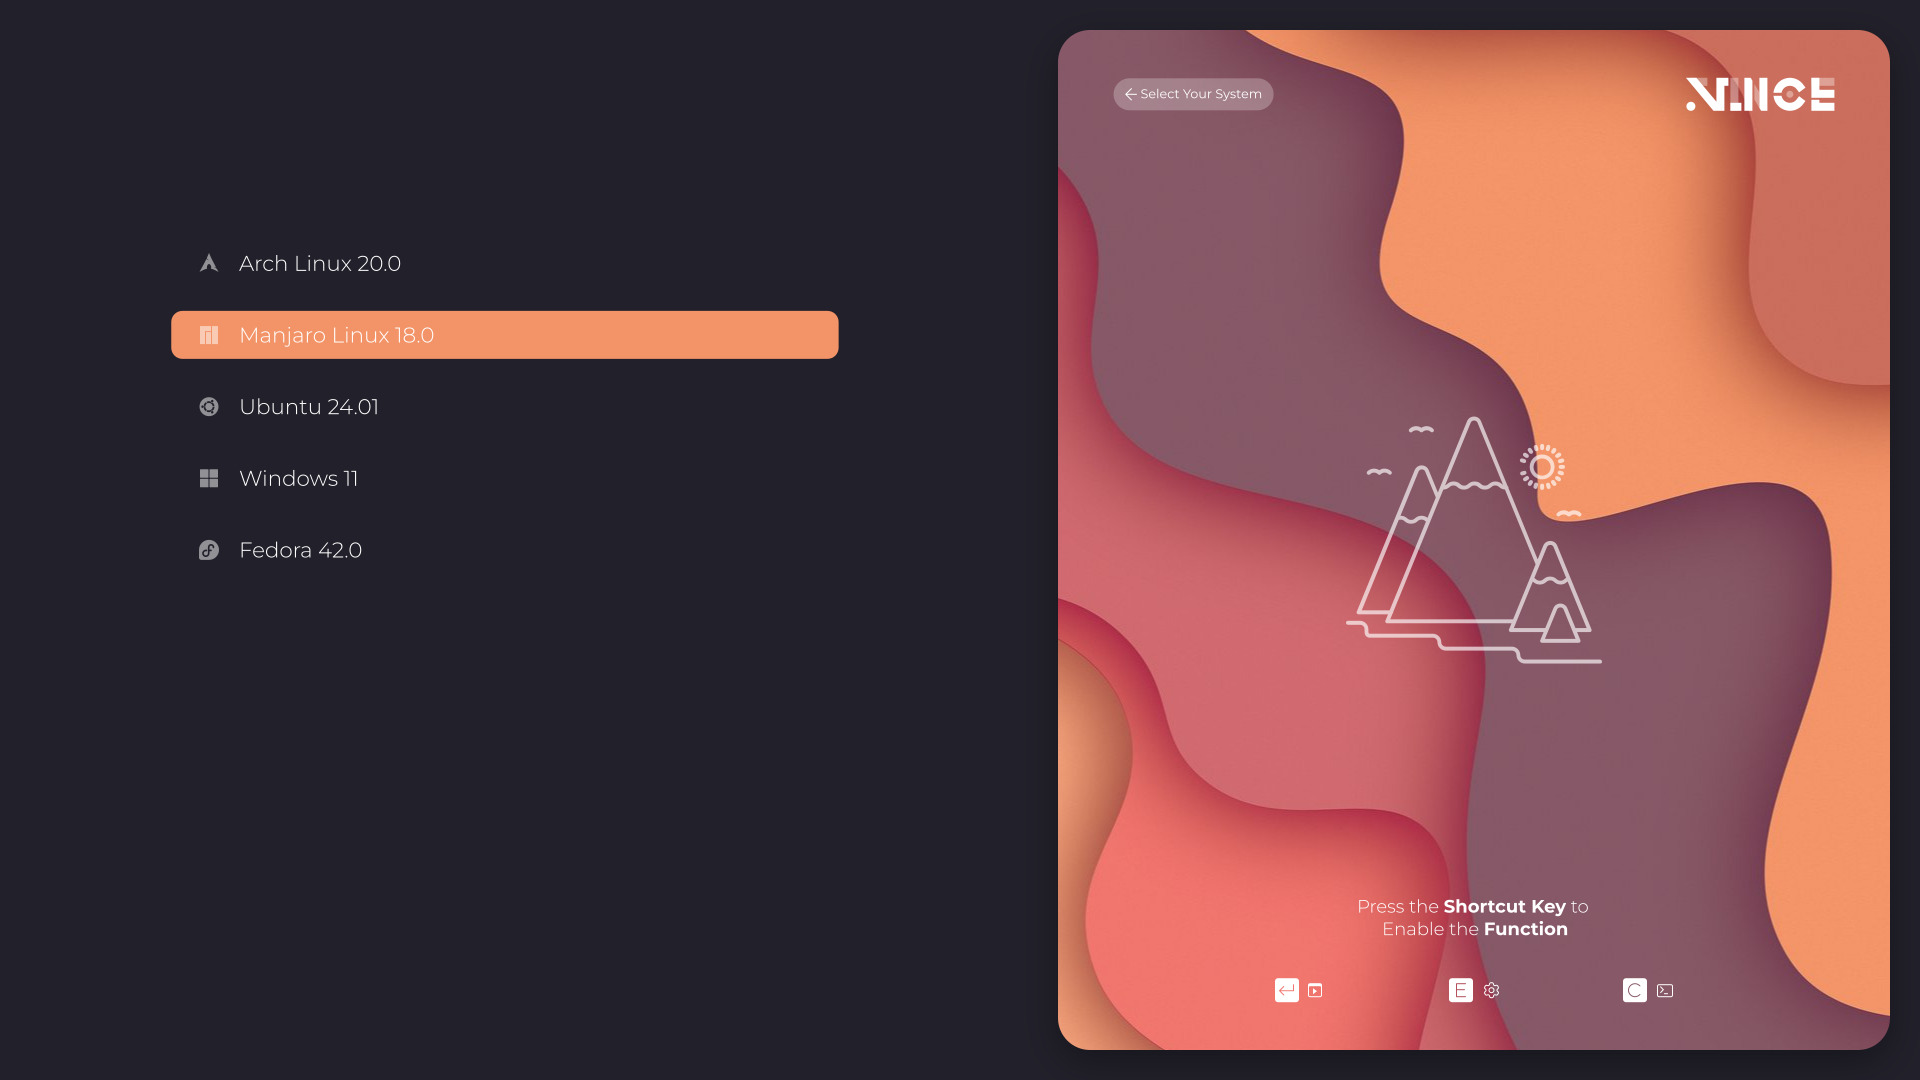 Arch Linux 20.0
Manjaro Linux 18.0
Ubuntu 24.01
Windows 11
Fedora 42.0
Select Your System
.VINCE
Press the Shortcut Key to
Enable the Function
E
C